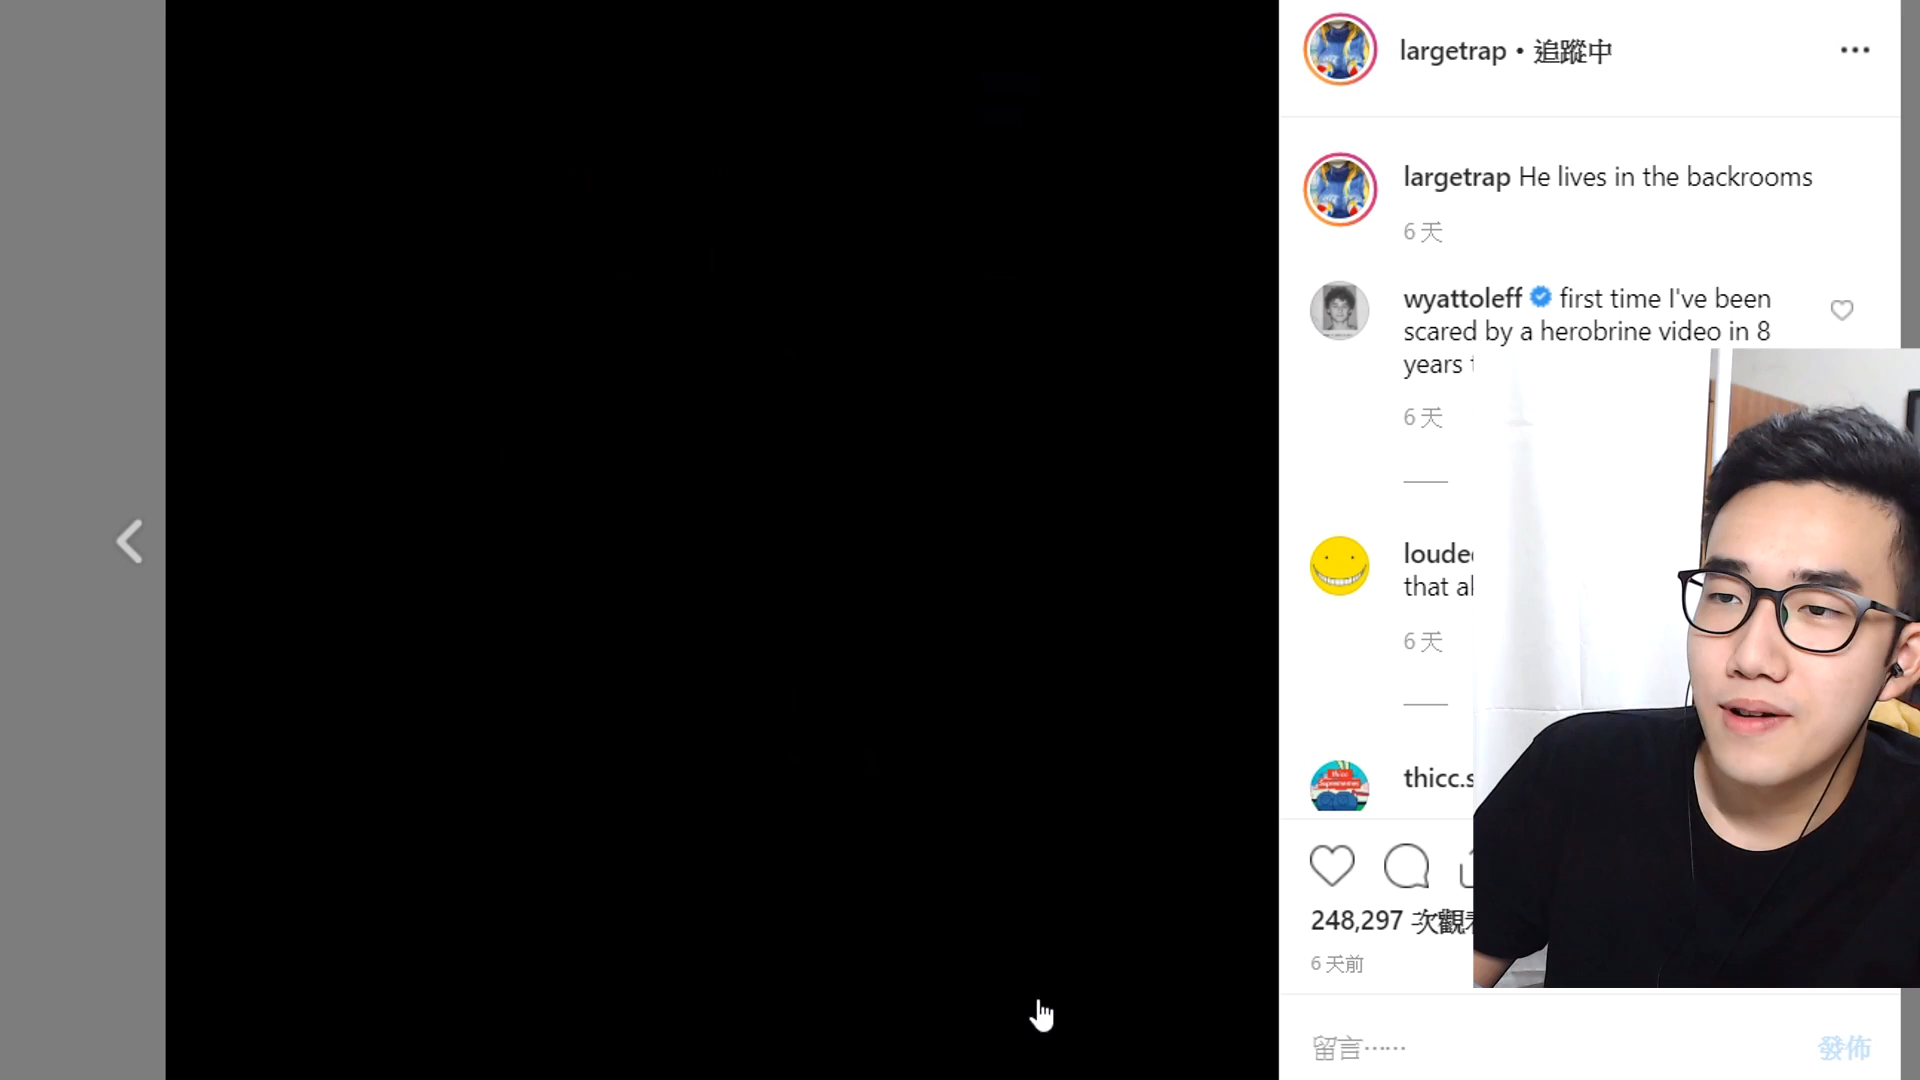 largetrap • 追蹤中
largetrap He lives in the backrooms
6 天
wyattoleff first time I've been
scared by a herobrine video in 8
years
6 天
that
6 天
248,297 次觀
6 天前
留言⋯⋯
發佈